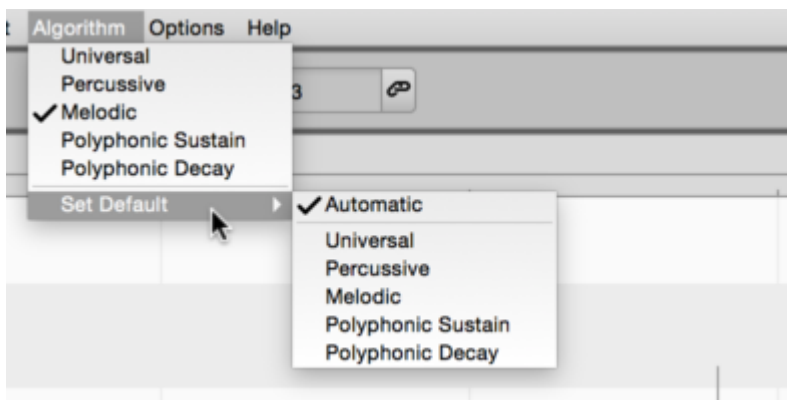 Algorithm Options Help
Universal
Percussive
3
✓ Melodic
Polyphonic Sustain
Polyphonic Decay
Set Default
✓ Automatic
Universal
Percussive
Melodic
Polyphonic Sustain
Polyphonic Decay